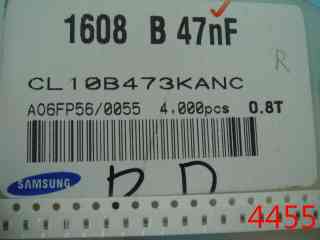 1608 B 47nF
R
CL10B473KANC
A06FP56/0055 4,000pcs 0.8T
SAMSUNG
4455